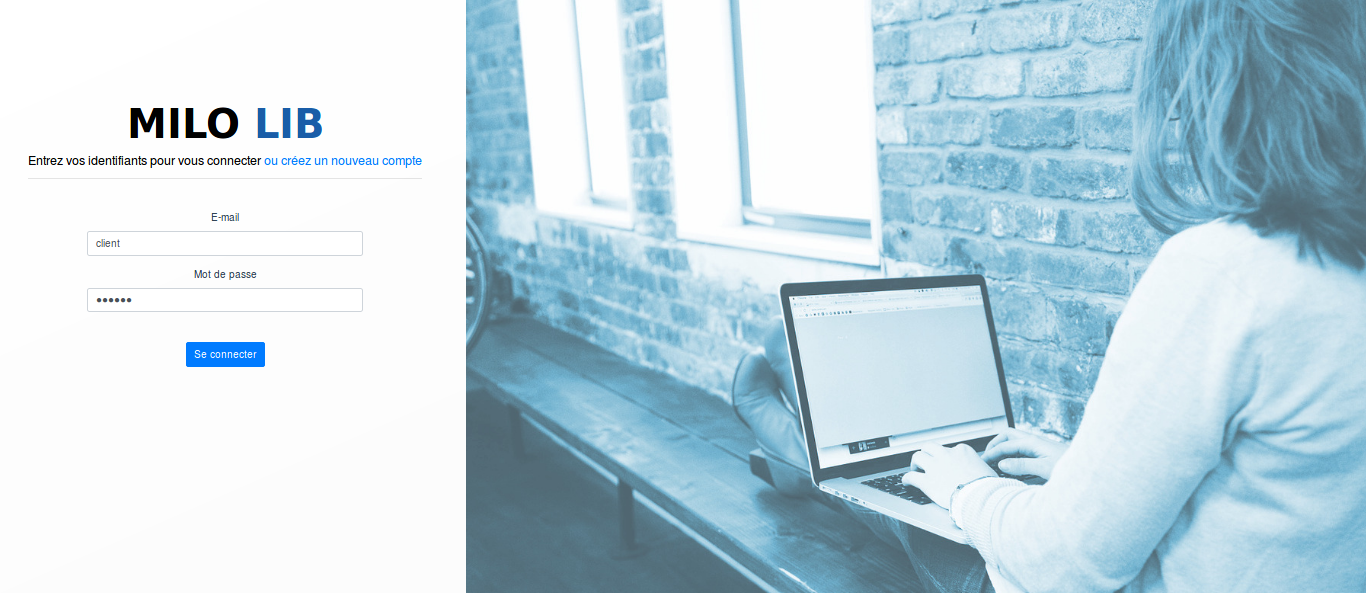 MILO LIB
Entrez vos identifiants pour vous connecter ou créez un nouveau compte
E-mail
client
Mot de passe
●●●●●●
Se connecter